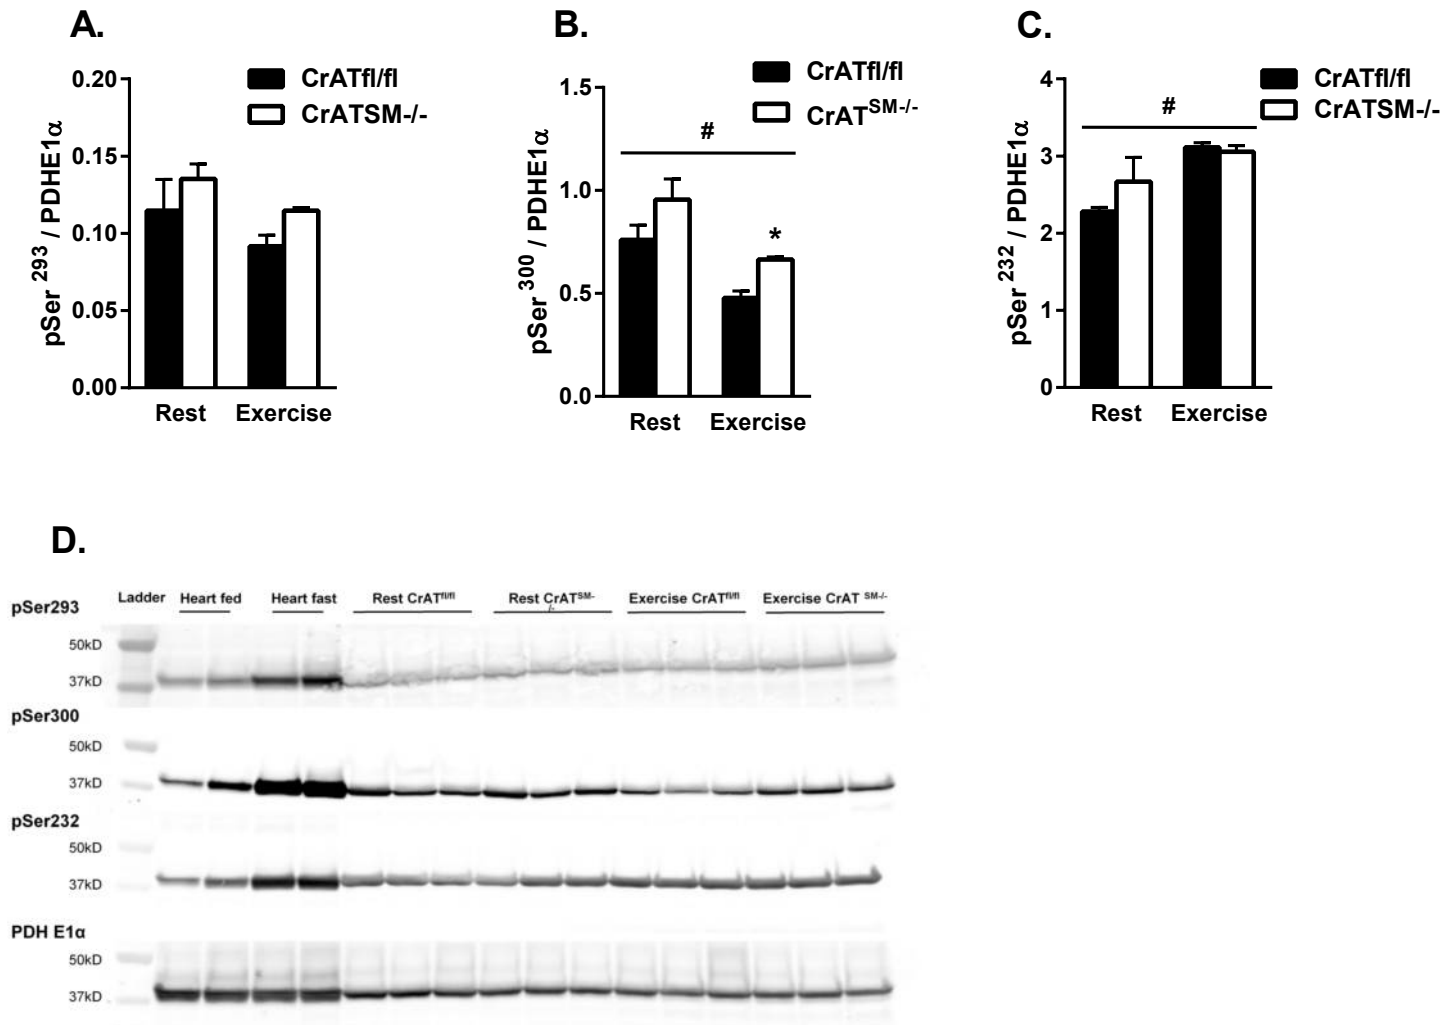 A.
0.20
0.15
0.10
0.05
0.00
pSer 293 / PDHE1α
CrATfl/fl
CrATSM-/-
Rest Exercise
B.
1.5
1.0
0.5
0.0
pSer 300 / PDHE1α
CrATfl/fl
CrATSM-/-
#
*
Rest Exercise
C.
4
3
2
1
0
pSer 232 / PDHE1α
CrATfl/fl
CrATSM-/-
#
Rest Exercise
D.
Ladder Heart fed Heart fast Rest CrATfl/fl Rest CrATSM-/- Exercise CrATfl/fl Exercise CrAT SM-/-
pSer293
50kD
37kD
pSer300
50kD
37kD
pSer232
50kD
37kD
PDH E1α
50kD
37kD